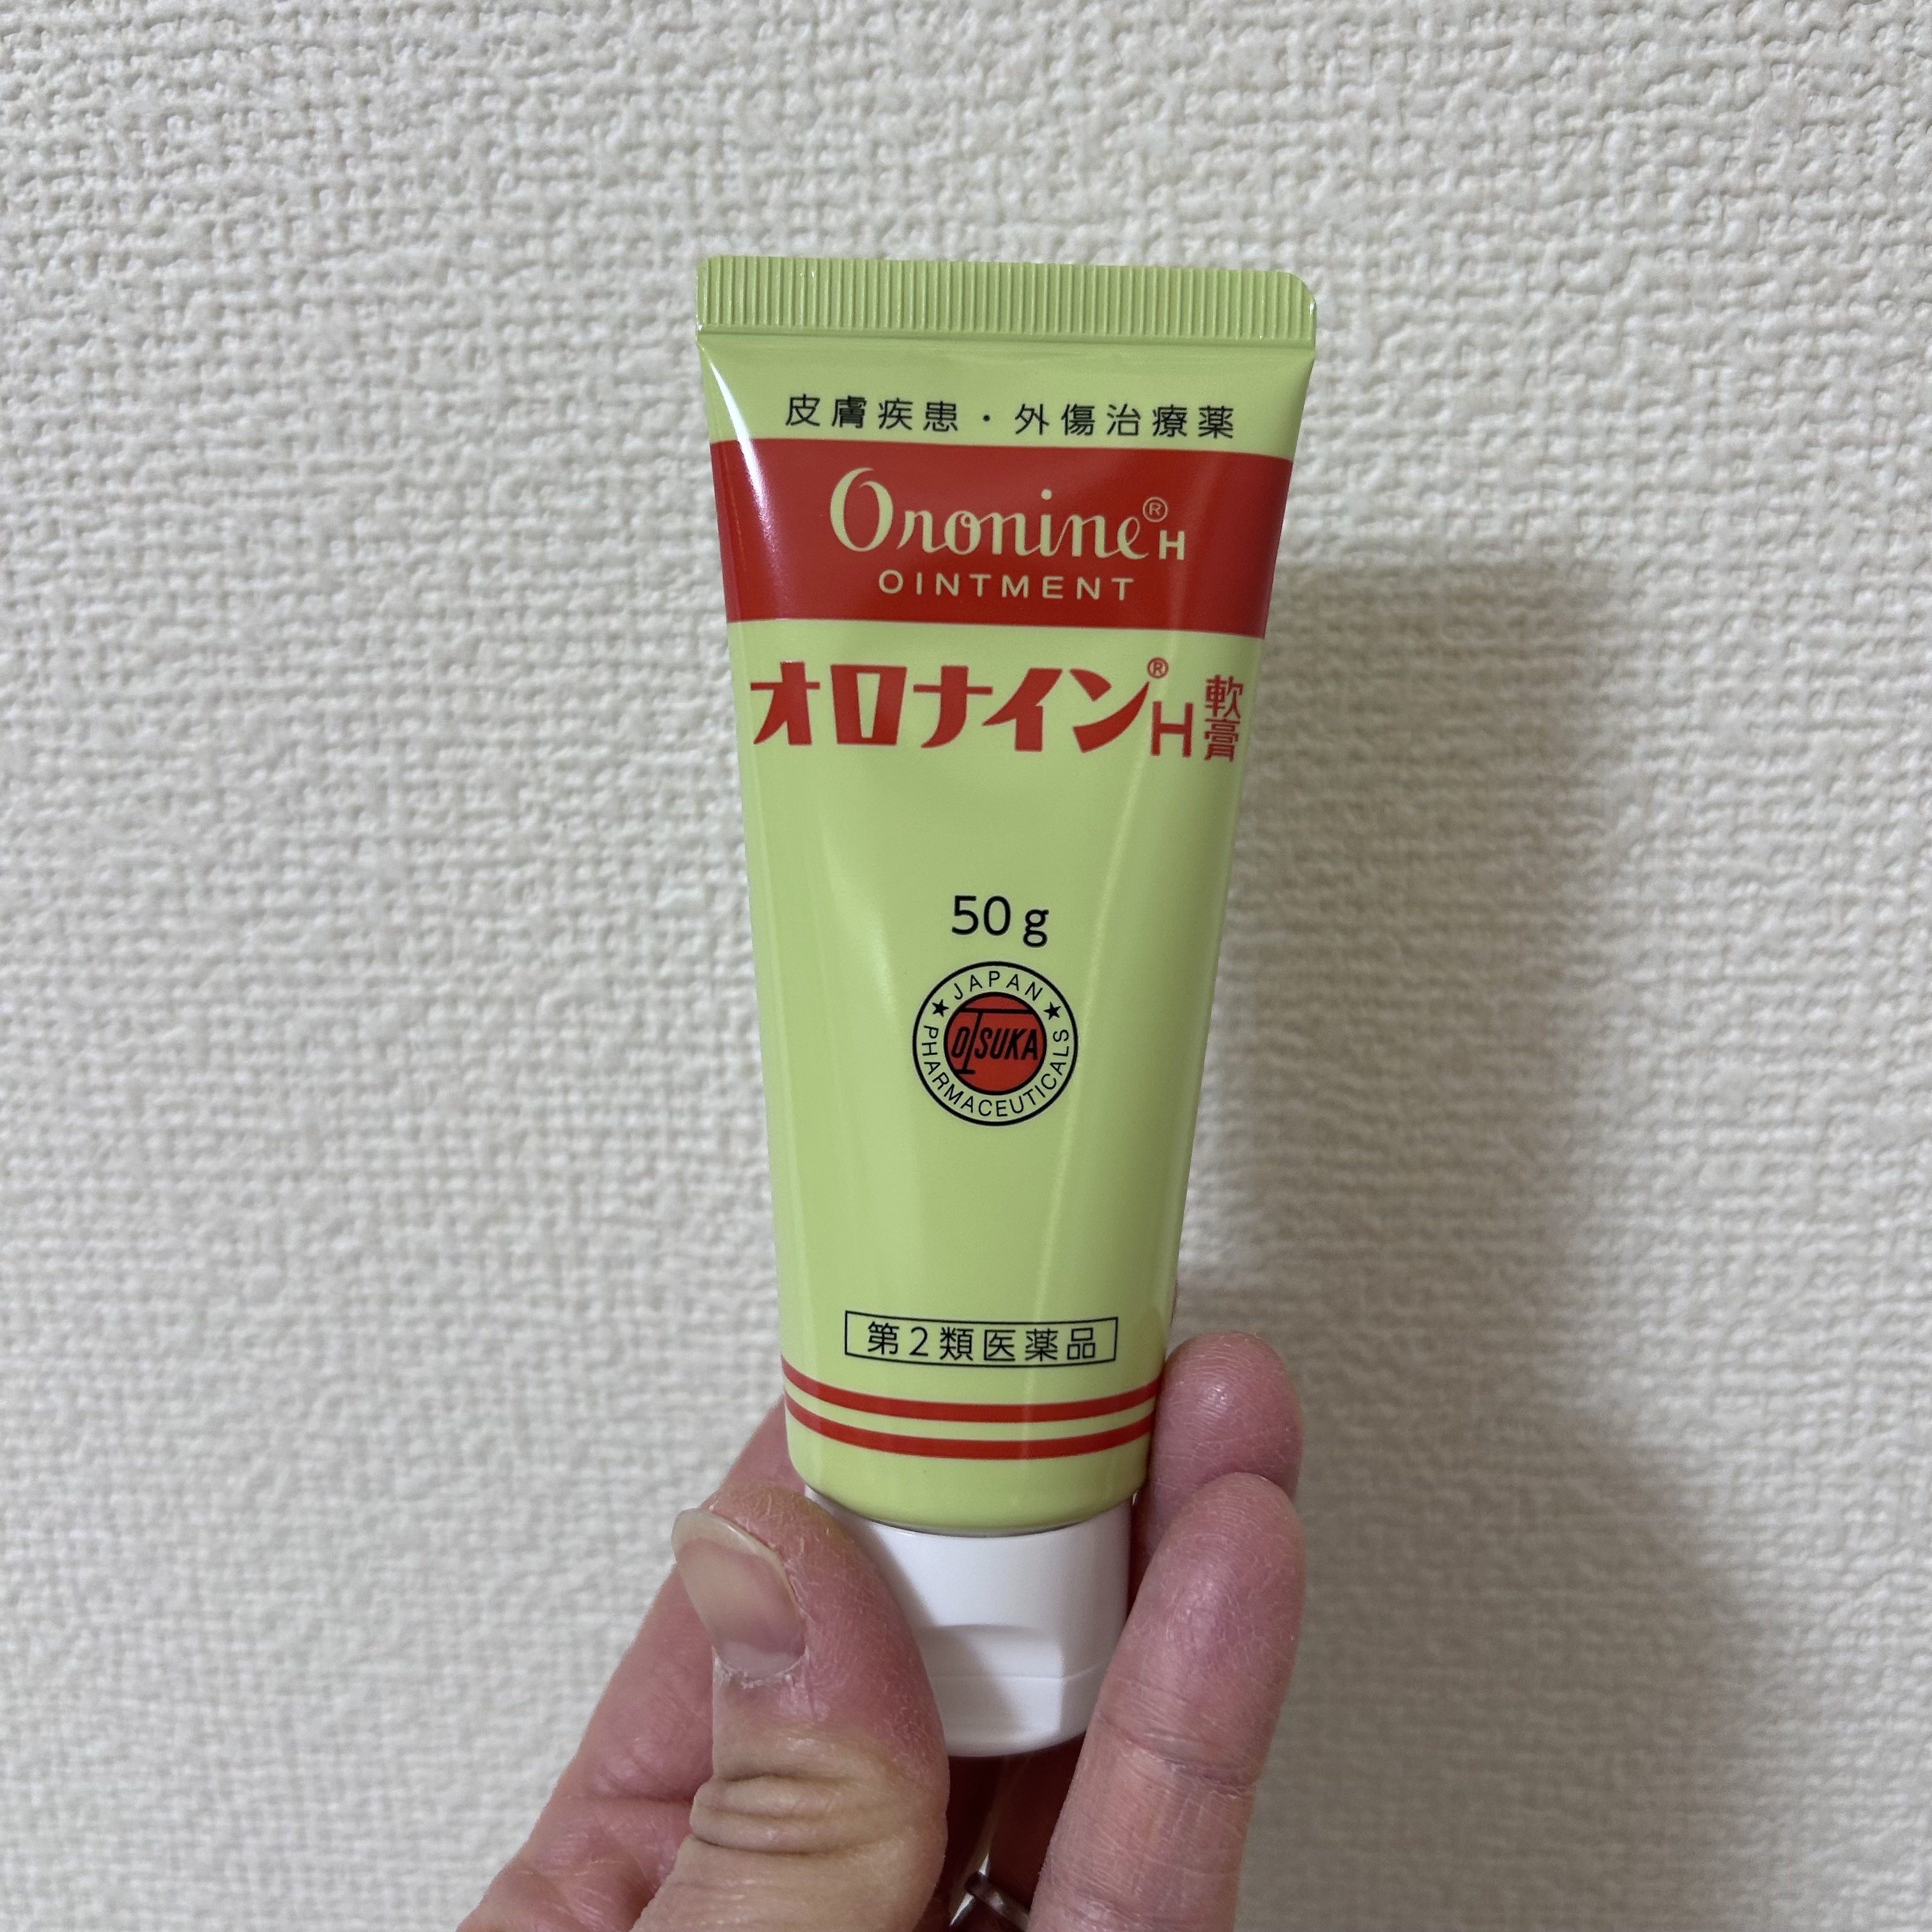 皮膚疾患・外傷治療薬
Oronine® H
OINTMENT
オロナイン® H 軟膏
50g
JAPAN
OTSUKA
PHARMACEUTICALS
第2類医薬品